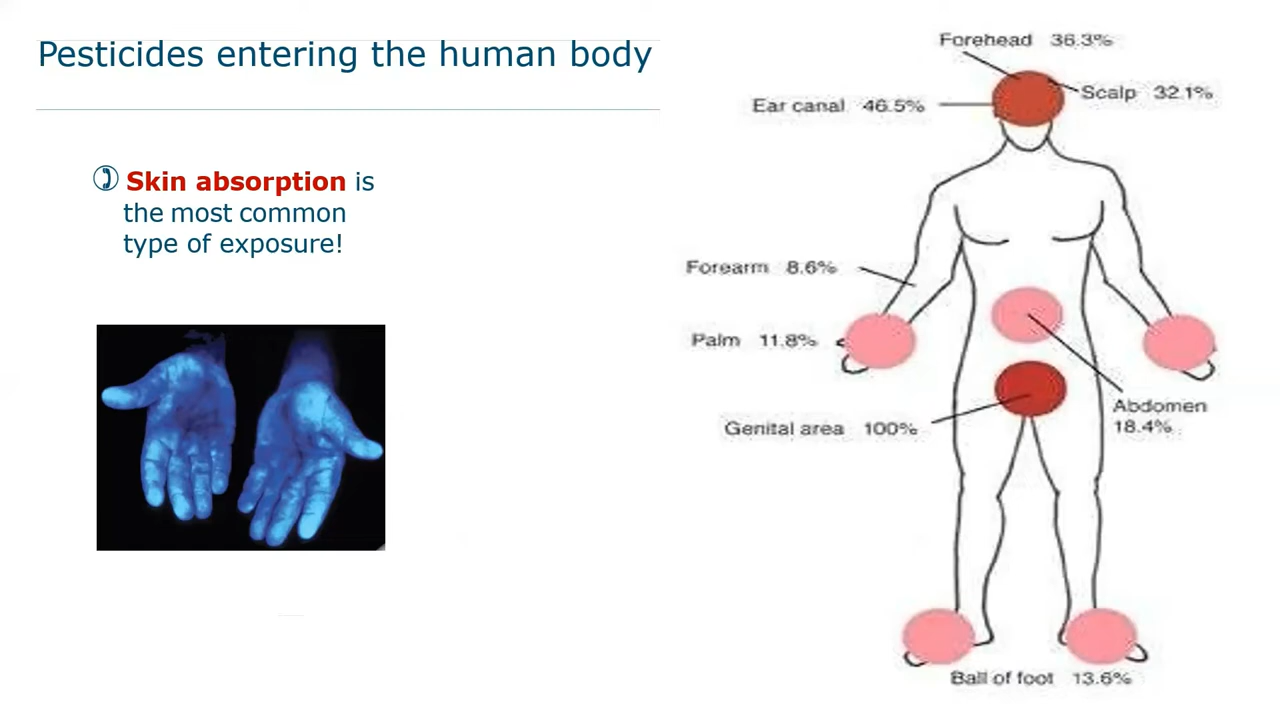 Pesticides entering the human body
Skin absorption is
the most common
type of exposure!
Forehead 36.3%
Scalp 32.1%
Ear canal 46.5%
Forearm 8.6%
Palm 11.8%
Abdomen
18.4%
Genital area 100%
Ball of foot 13.6%